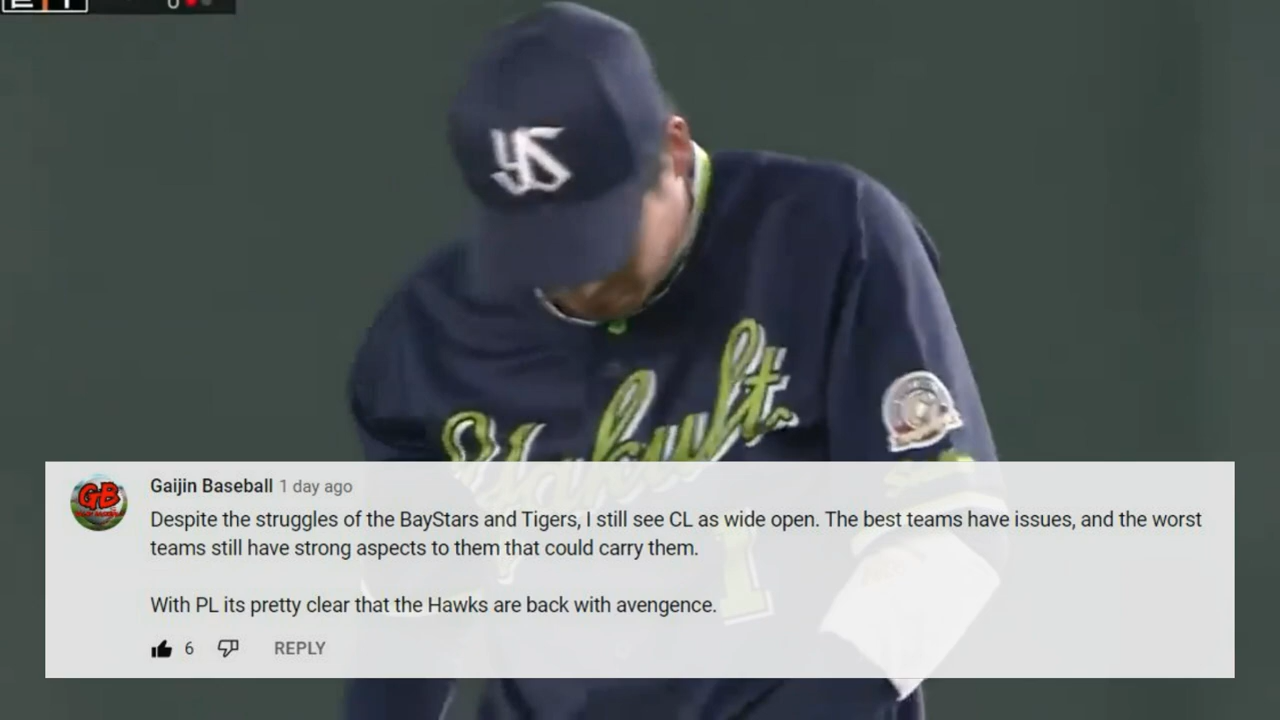 YS
Yakult
1
GB
Gaijin Baseball 1 day ago
Despite the struggles of the BayStars and Tigers, I still see CL as wide open. The best teams have issues, and the worst
teams still have strong aspects to them that could carry them.
With PL its pretty clear that the Hawks are back with avengence.
6 REPLY